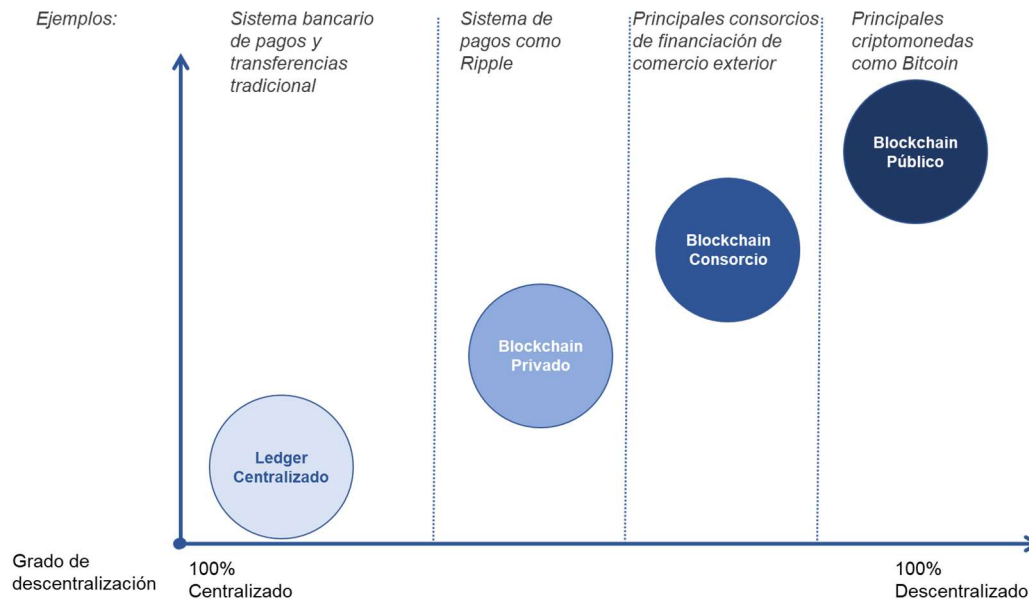 Ejemplos:
Sistema bancario
de pagos y
transferencias
tradicional
Sistema de
pagos como
Ripple
Principales consorcios
de financiación de
comercio exterior
Principales
criptomonedas
como Bitcoin
Blockchain
Público
Blockchain
Consorcio
Blockchain
Privado
Ledger
Centralizado
Grado de
descentralización
100%
Centralizado
100%
Descentralizado